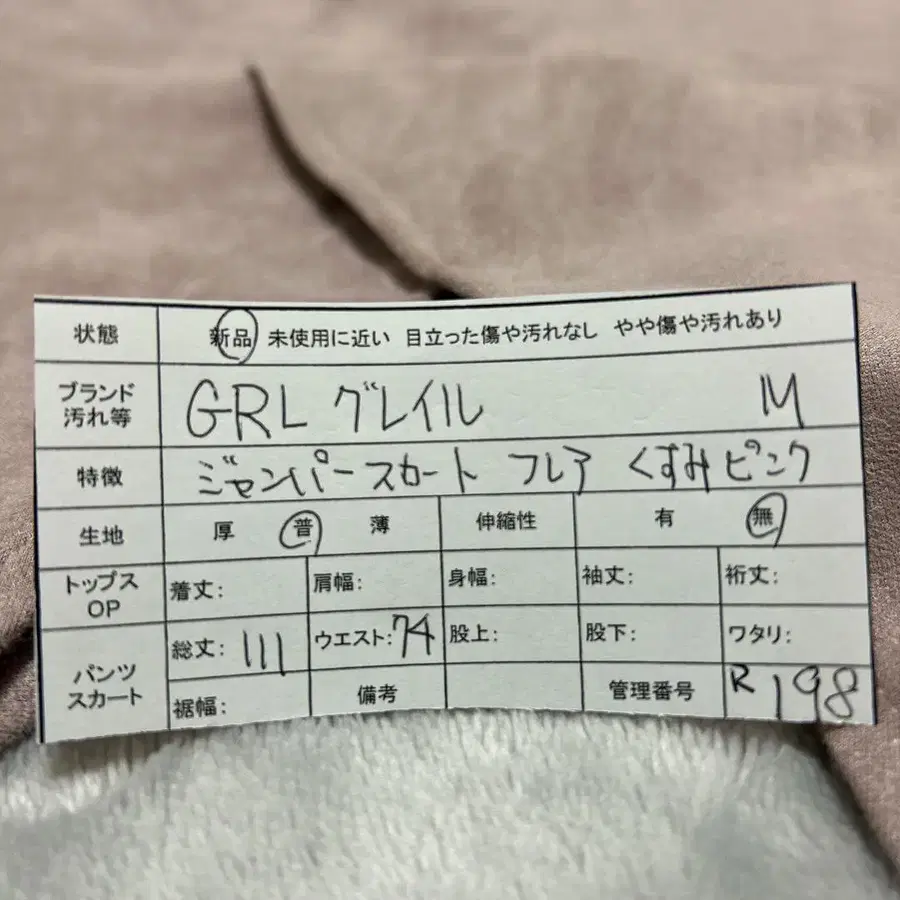 状態 新品 未使用に近い 目立った傷や汚れなし やや傷や汚れあり
ブランド
汚れ等 GRL グレイル M
特徴 ジャンパースカート フレア くすみピンク
生地 厚 普 薄 伸縮性 有 無
トップス
OP 着丈: 肩幅: 身幅: 袖丈: 裄丈:
パンツ
スカート 総丈: 111 ウエスト: 74 股上: 股下: ワタリ:
裾幅: 備考 管理番号 R198